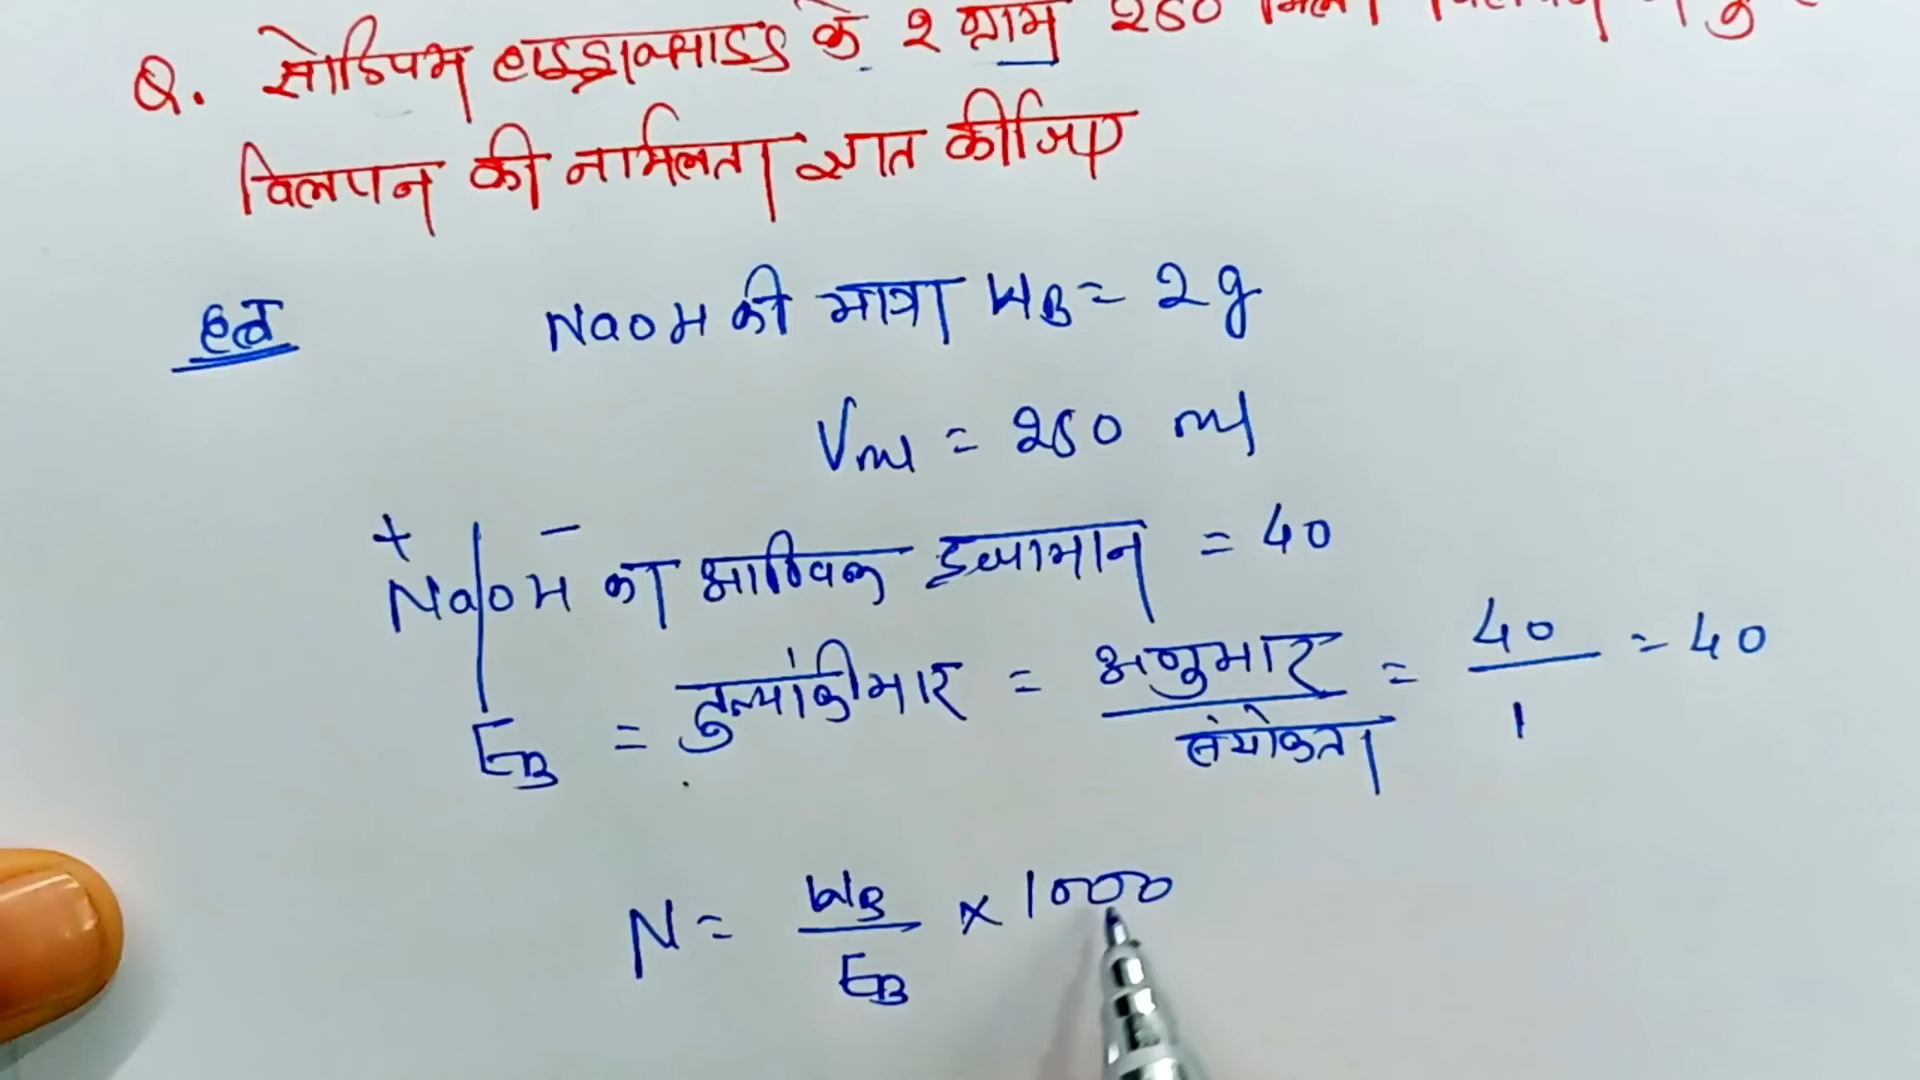 Q. सोडियम हाइड्राक्साइड के 2 ग्राम 250
विलयन की नार्मलता ज्ञात कीजिए
हल NaOH की मात्रा WB = 2g
Vml = 250 ml
+ -
NaOH का आण्विक द्रव्यमान = 40
EB = तुल्यांकी भार = अणुभार / संयोजकता = 40 / 1 = 40
N = WB / EB × 1000